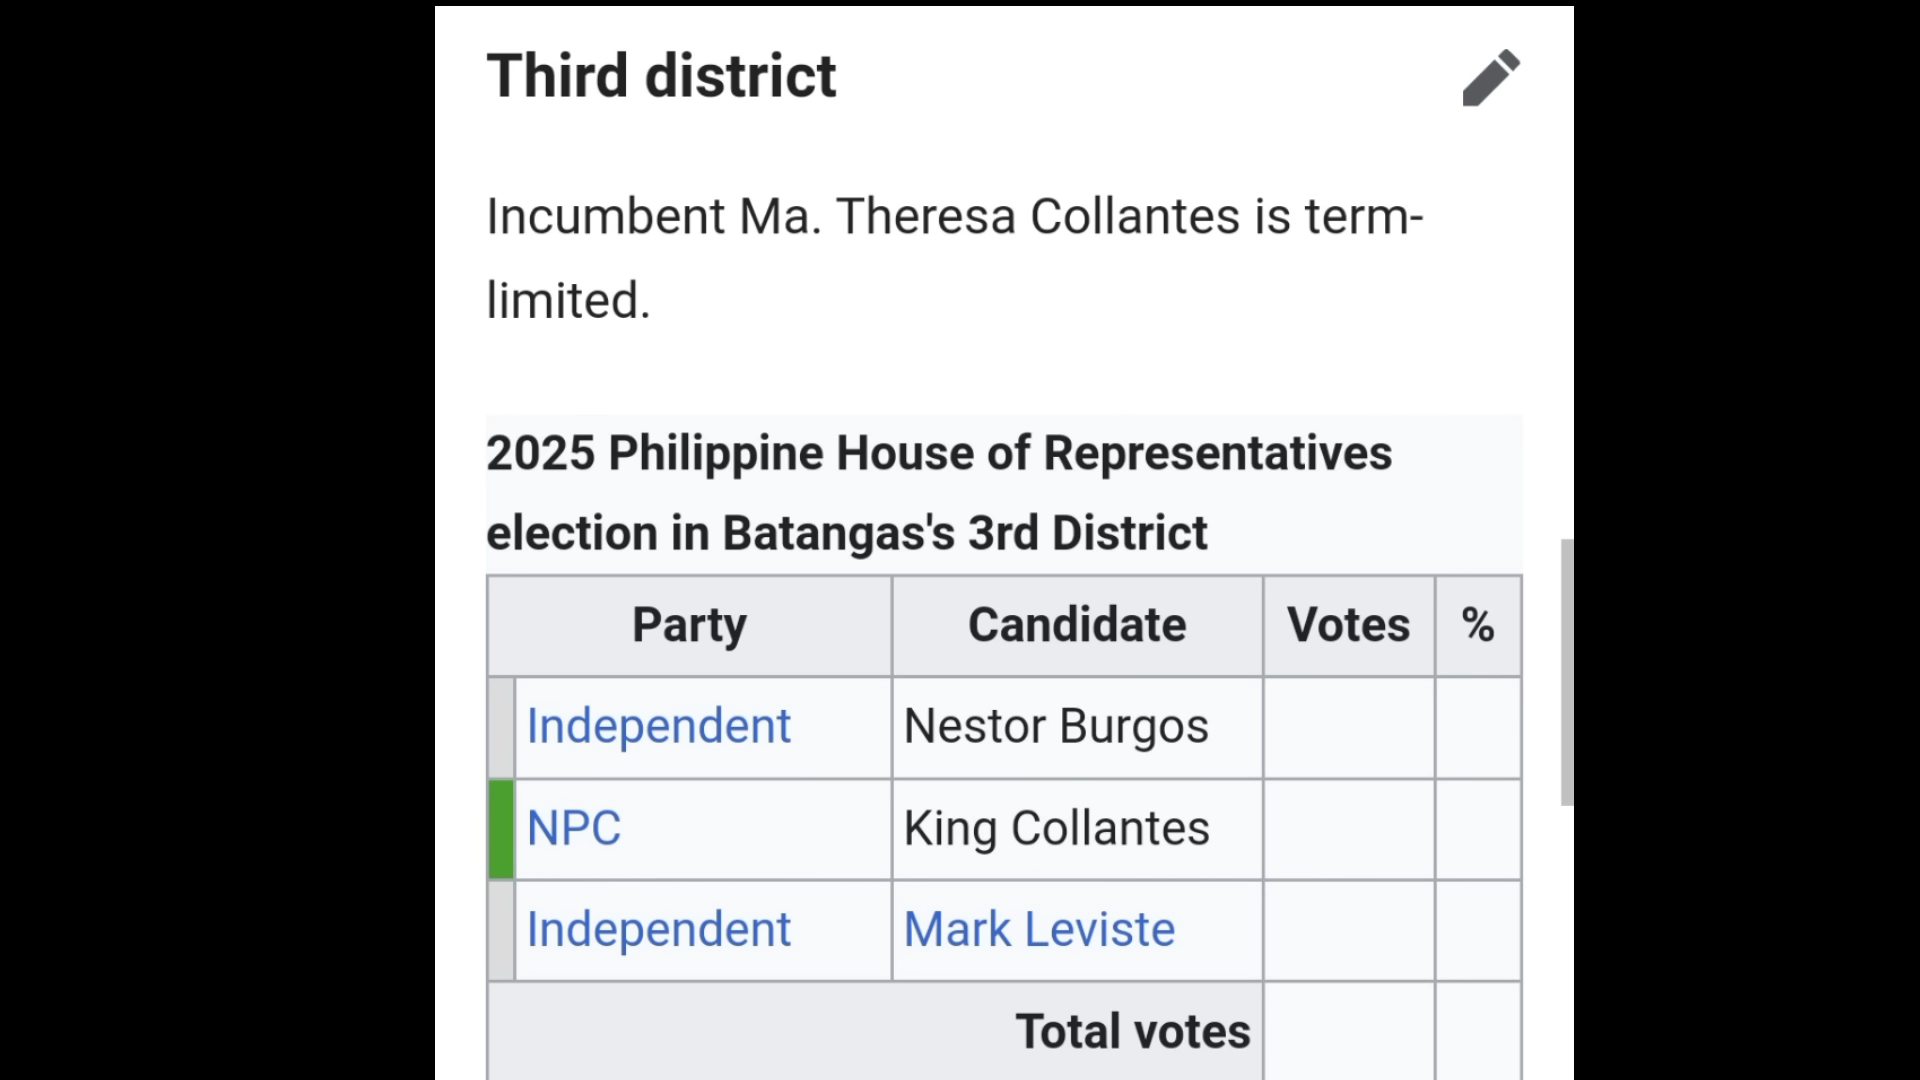 Third district
Incumbent Ma. Theresa Collantes is term-
limited.
2025 Philippine House of Representatives
election in Batangas's 3rd District
Party Candidate Votes %
Independent Nestor Burgos
NPC King Collantes
Independent Mark Leviste
Total votes